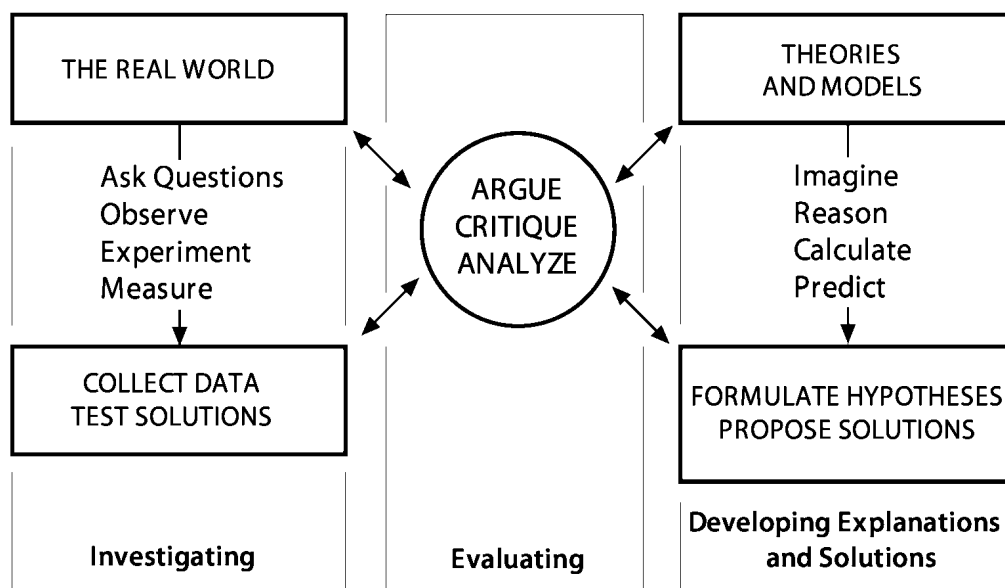 THE REAL WORLD
Ask Questions
Observe
Experiment
Measure
COLLECT DATA
TEST SOLUTIONS
Investigating
ARGUE
CRITIQUE
ANALYZE
Evaluating
THEORIES
AND MODELS
Imagine
Reason
Calculate
Predict
FORMULATE HYPOTHESES
PROPOSE SOLUTIONS
Developing Explanations
and Solutions